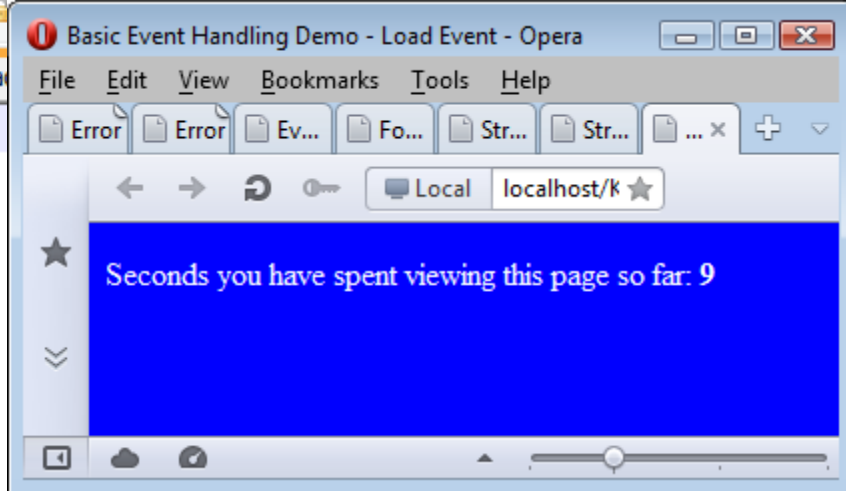 Basic Event Handling Demo - Load Event - Opera
File Edit View Bookmarks Tools Help
Error Error Ev... Fo... Str... Str... ...
Local localhost/K
Seconds you have spent viewing this page so far: 9